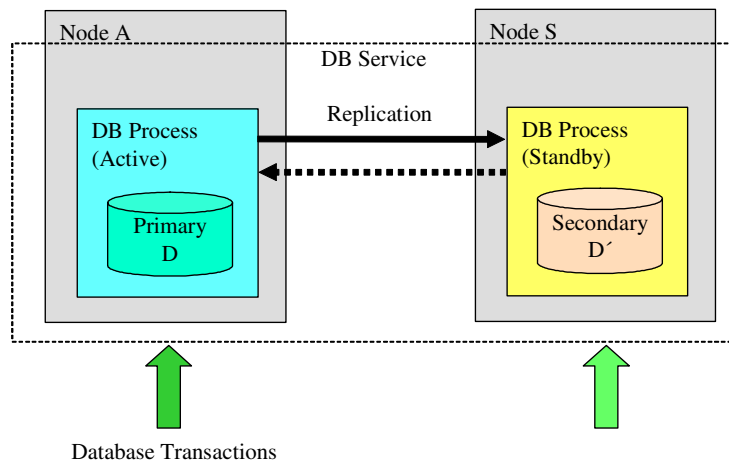 Node A
Node S
DB Service
Replication
DB Process
(Active)
DB Process
(Standby)
Primary
D
Secondary
D´
Database Transactions